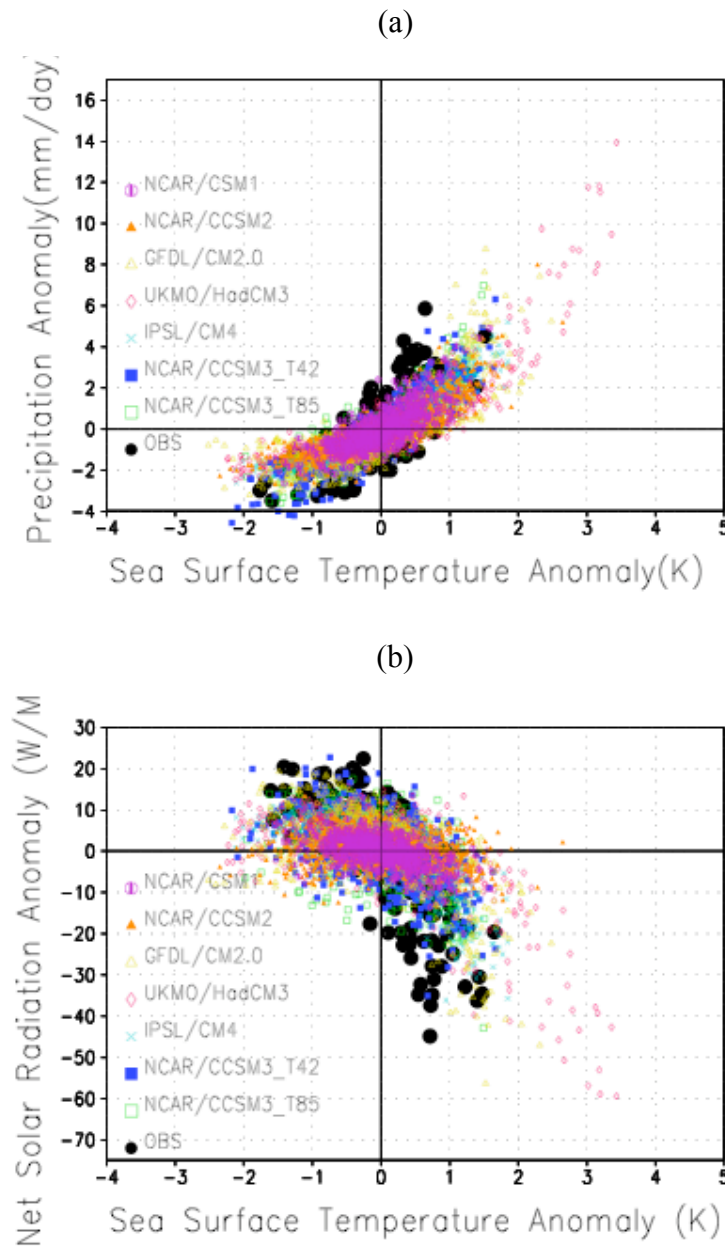 (a)
Precipitation Anomaly(mm/day)
16
14
12
10
8
6
4
2
0
-2
-4
NCAR/CSM1
NCAR/CCSM2
GFDL/CM2.0
UKMO/HadCM3
IPSL/CM4
NCAR/CCSM3_T42
NCAR/CCSM3_T85
OBS
-4 -3 -2 -1 0 1 2 3 4 5
Sea Surface Temperature Anomaly(K)
(b)
Net Solar Radiation Anomaly (W/M
30
20
10
0
-10
-20
-30
-40
-50
-60
-70
NCAR/CSM1
NCAR/CCSM2
GFDL/CM2.0
UKMO/HadCM3
IPSL/CM4
NCAR/CCSM3_T42
NCAR/CCSM3_T85
OBS
-4 -3 -2 -1 0 1 2 3 4 5
Sea Surface Temperature Anomaly (K)